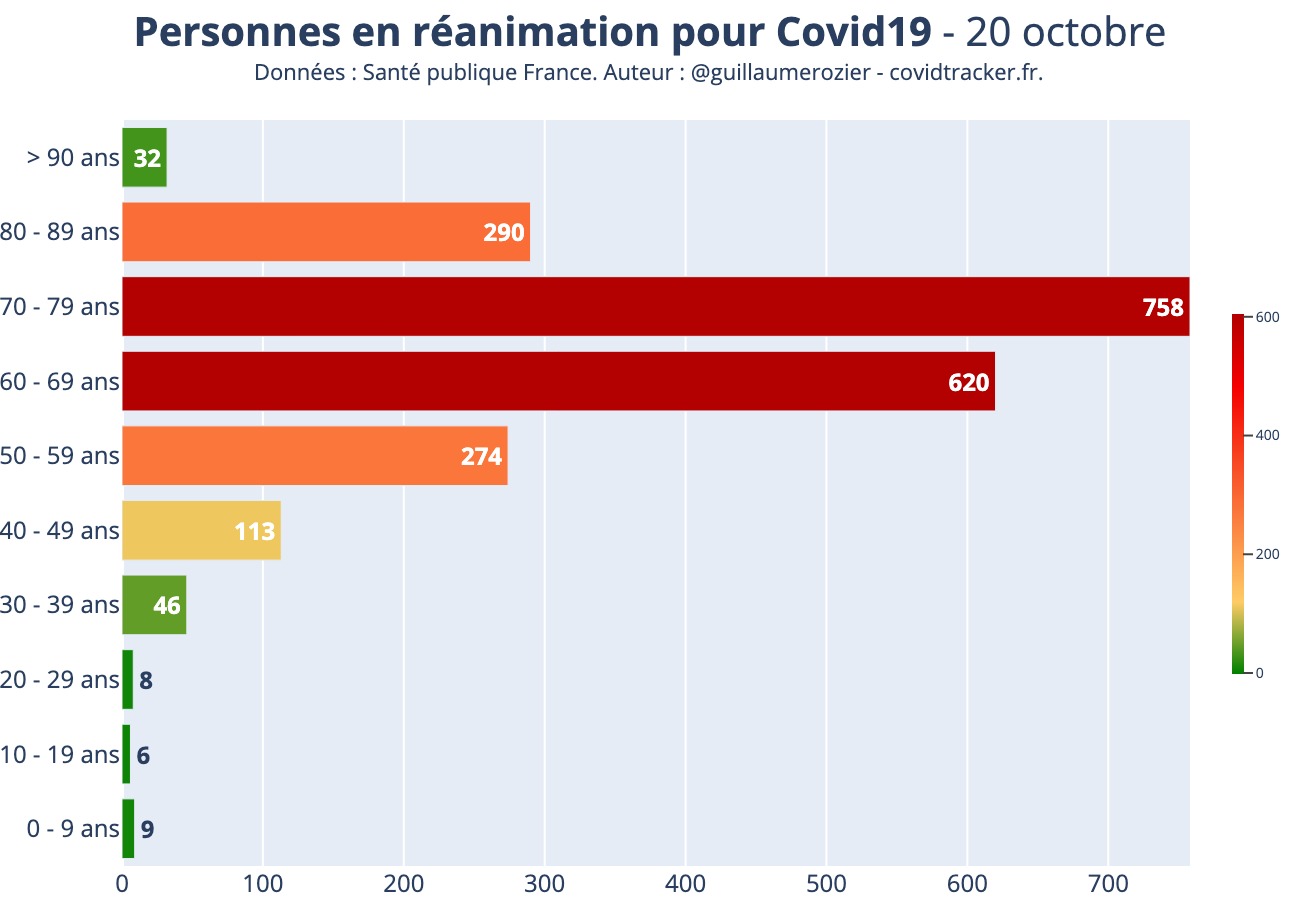 Personnes en réanimation pour Covid19 - 20 octobre
Données : Santé publique France. Auteur : @guillaumerozier - covidtracker.fr.
> 90 ans 32
80 - 89 ans 290
70 - 79 ans 758
60 - 69 ans 620
50 - 59 ans 274
40 - 49 ans 113
30 - 39 ans 46
20 - 29 ans 8
10 - 19 ans 6
0 - 9 ans 9
0 100 200 300 400 500 600 700
600
400
200
0